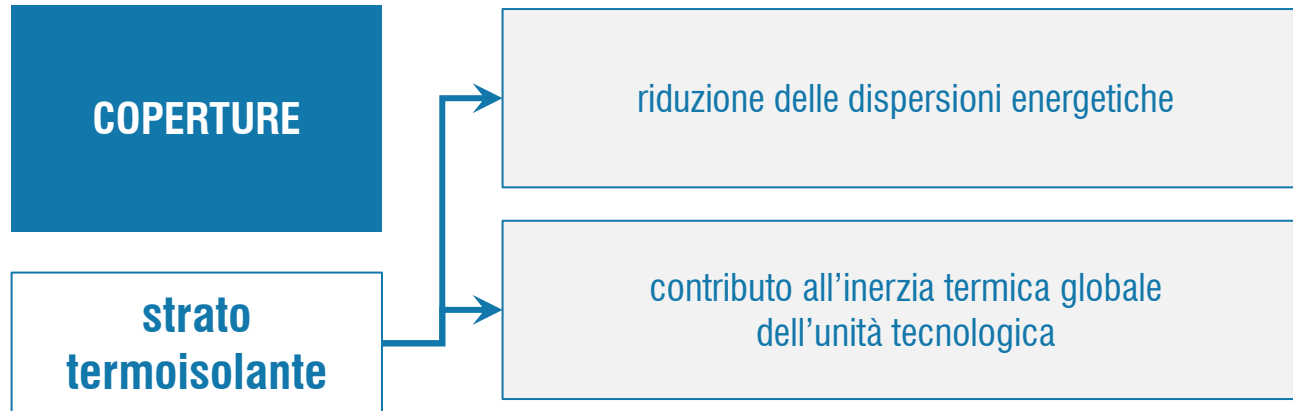 COPERTURE
riduzione delle dispersioni energetiche
strato
termoisolante
contributo all’inerzia termica globale
dell’unità tecnologica